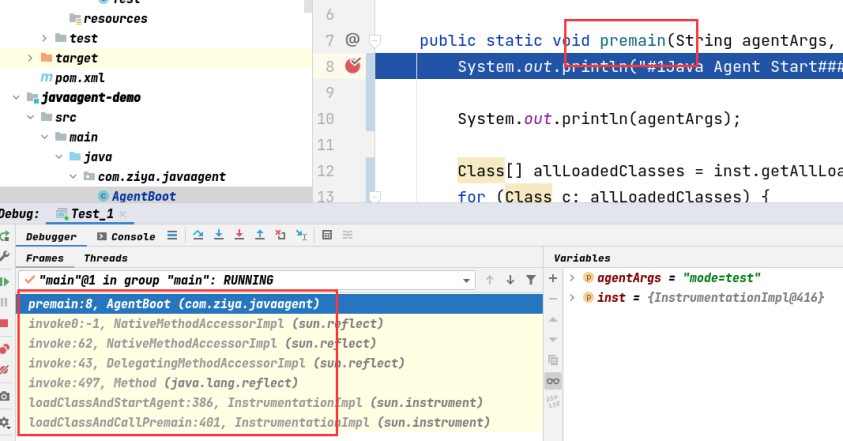 Test
resources
test
target
pom.xml
javaagent-demo
src
main
java
com.ziya.javaagent
AgentBoot
6
7 @ public static void premain(String agentArgs,
8 System.out.println("#1Java Agent Start###
9
10 System.out.println(agentArgs);
11
12 Class[] allLoadedClasses = inst.getAllLoa
13 for (Class c: allLoadedClasses) {
Debug: Test_1
Debugger Console
Frames Threads
"main"@1 in group "main": RUNNING
premain:8, AgentBoot (com.ziya.javaagent)
invoke0:-1, NativeMethodAccessorImpl (sun.reflect)
invoke:62, NativeMethodAccessorImpl (sun.reflect)
invoke:43, DelegatingMethodAccessorImpl (sun.reflect)
invoke:497, Method (java.lang.reflect)
loadClassAndStartAgent:386, InstrumentationImpl (sun.instrument)
loadClassAndCallPremain:401, InstrumentationImpl (sun.instrument)
Variables
agentArgs = "mode=test"
inst = {InstrumentationImpl@416}